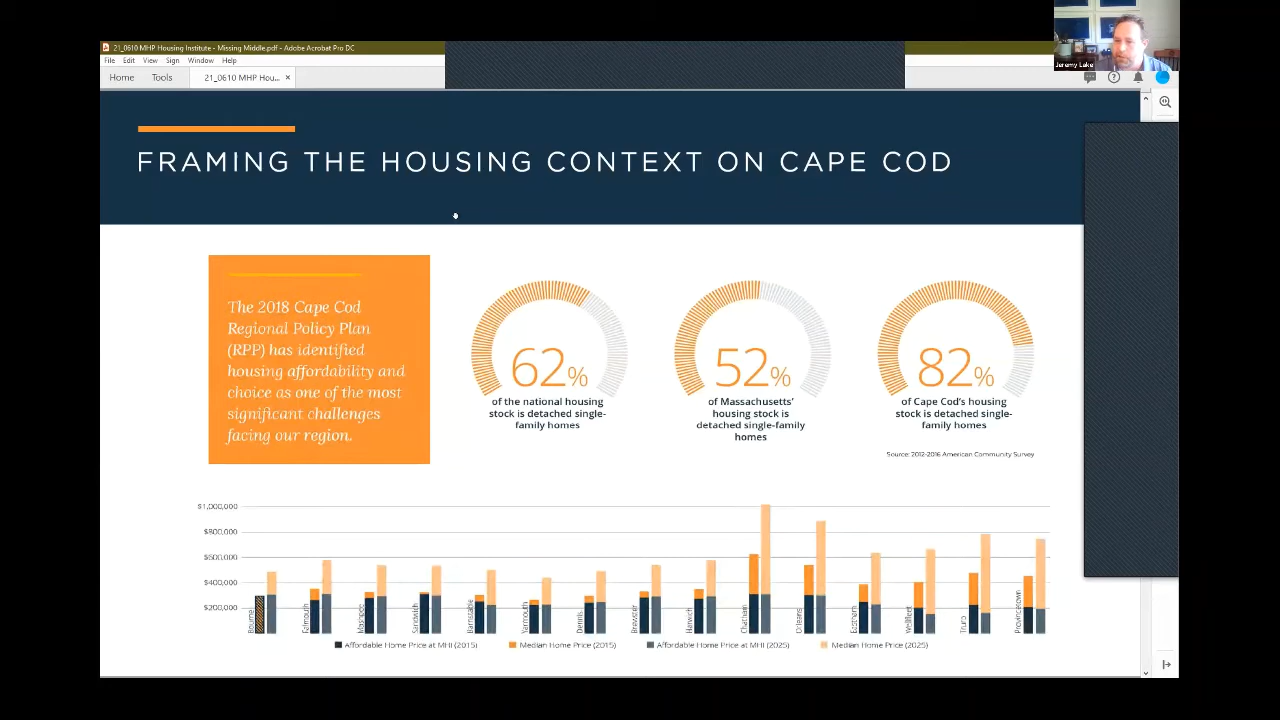 21_0610 MHP Housing Institute - Missing Middle.pdf - Adobe Acrobat Pro DC
File Edit View Sign Window Help
Home Tools 21_0610 MHP Hou... ×
Jeremy Lake
FRAMING THE HOUSING CONTEXT ON CAPE COD
The 2018 Cape Cod
Regional Policy Plan
(RPP) has identified
housing affordability and
choice as one of the most
significant challenges
facing our region.
62%
of the national housing
stock is detached single-
family homes
52%
of Massachusetts'
housing stock is
detached single-family
homes
82%
of Cape Cod's housing
stock is detached single-
family homes
Source: 2012-2016 American Community Survey
$1,000,000
$800,000
$600,000
$400,000
$200,000
Bourne
Falmouth
Mashpee
Sandwich
Barnstable
Yarmouth
Dennis
Brewster
Harwich
Chatham
Orleans
Eastham
Wellfleet
Truro
Provincetown
Affordable Home Price at MHI (2015)
Median Home Price (2015)
Affordable Home Price at MHI (2025)
Median Home Price (2025)